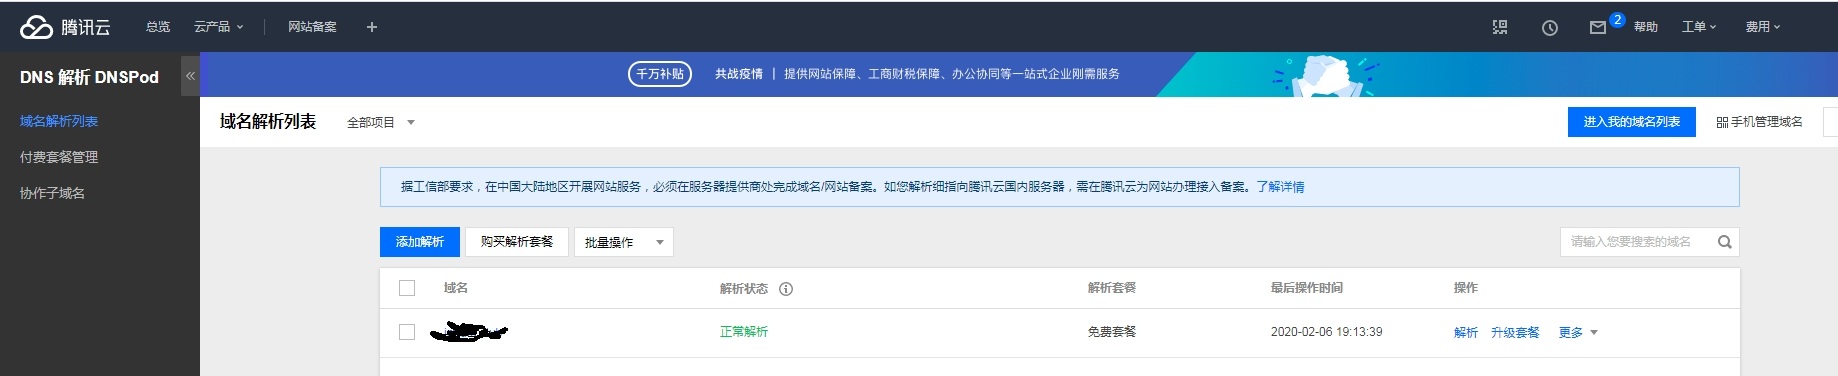 腾讯云 总览 云产品 网站备案 + 2 帮助 工单 费用
DNS 解析 DNSPod «
域名解析列表
付费套餐管理
协作子域名
千万补贴 共战疫情 | 提供网站保障、工商财税保障、办公协同等一站式企业刚需服务
域名解析列表 全部项目 进入我的域名列表 手机管理域名
据工信部要求，在中国大陆地区开展网站服务，必须在服务器提供商处完成域名/网站备案。如您解析细指向腾讯云国内服务器，需在腾讯云为网站办理接入备案。了解详情
添加解析 购买解析套餐 批量操作 请输入您要搜索的域名
域名 解析状态 解析套餐 最后操作时间 操作
正常解析 免费套餐 2020-02-06 19:13:39 解析 升级套餐 更多